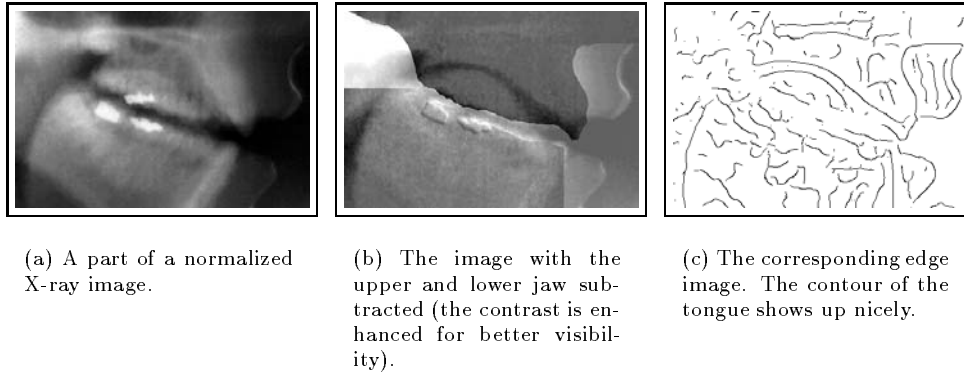 (a) A part of a normalized
X-ray image.
(b) The image with the
upper and lower jaw sub-
tracted (the contrast is en-
hanced for better visibil-
ity).
(c) The corresponding edge
image. The contour of the
tongue shows up nicely.